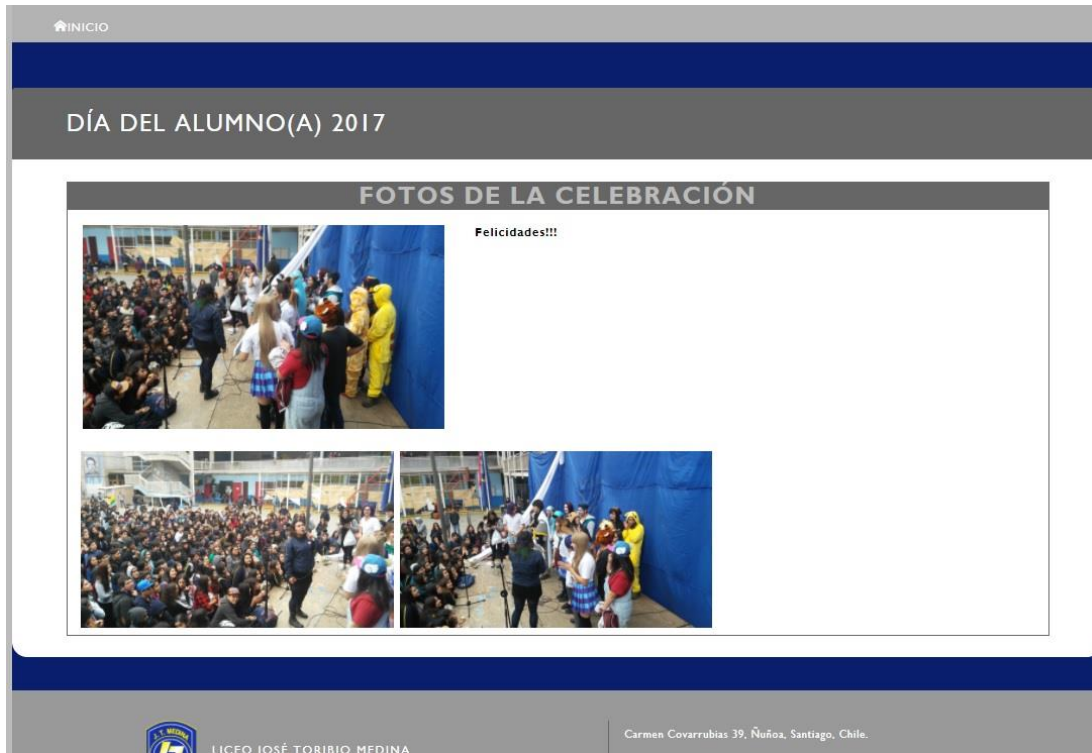 INICIO
DÍA DEL ALUMNO(A) 2017
FOTOS DE LA CELEBRACIÓN
Felicidades!!!
J.T. MEDINA
LICEO JOSÉ TORIBIO MEDINA
Carmen Covarrubias 39, Ñuñoa, Santiago, Chile.